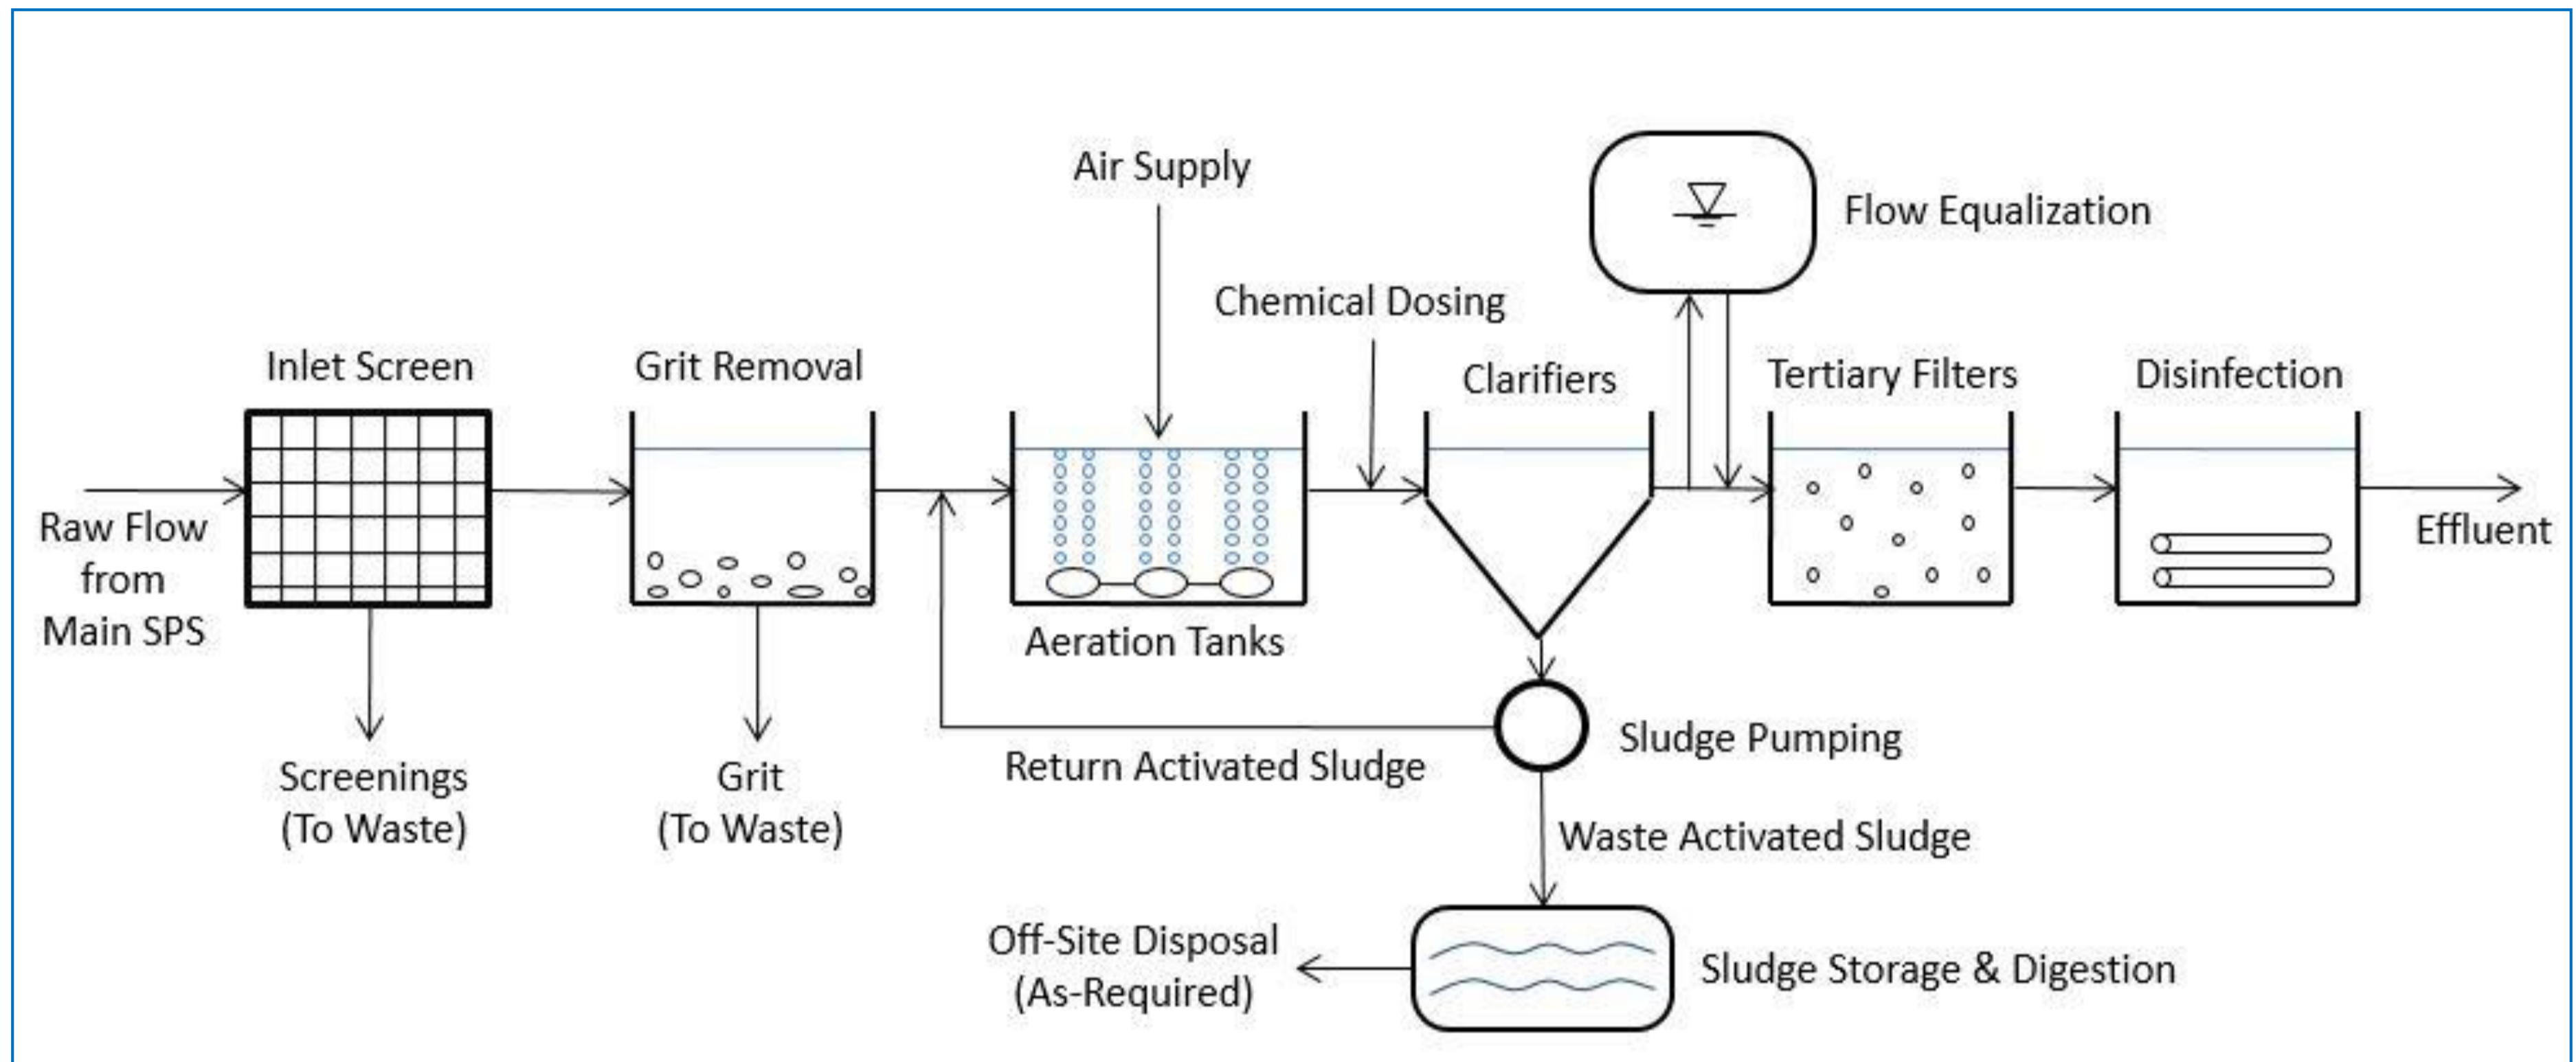 Air Supply
Flow Equalization
Chemical Dosing
Inlet Screen
Grit Removal
Clarifiers
Tertiary Filters
Disinfection
Raw Flow
from
Main SPS
Effluent
Aeration Tanks
Sludge Pumping
Return Activated Sludge
Screenings
(To Waste)
Grit
(To Waste)
Waste Activated Sludge
Off-Site Disposal
(As-Required)
Sludge Storage & Digestion